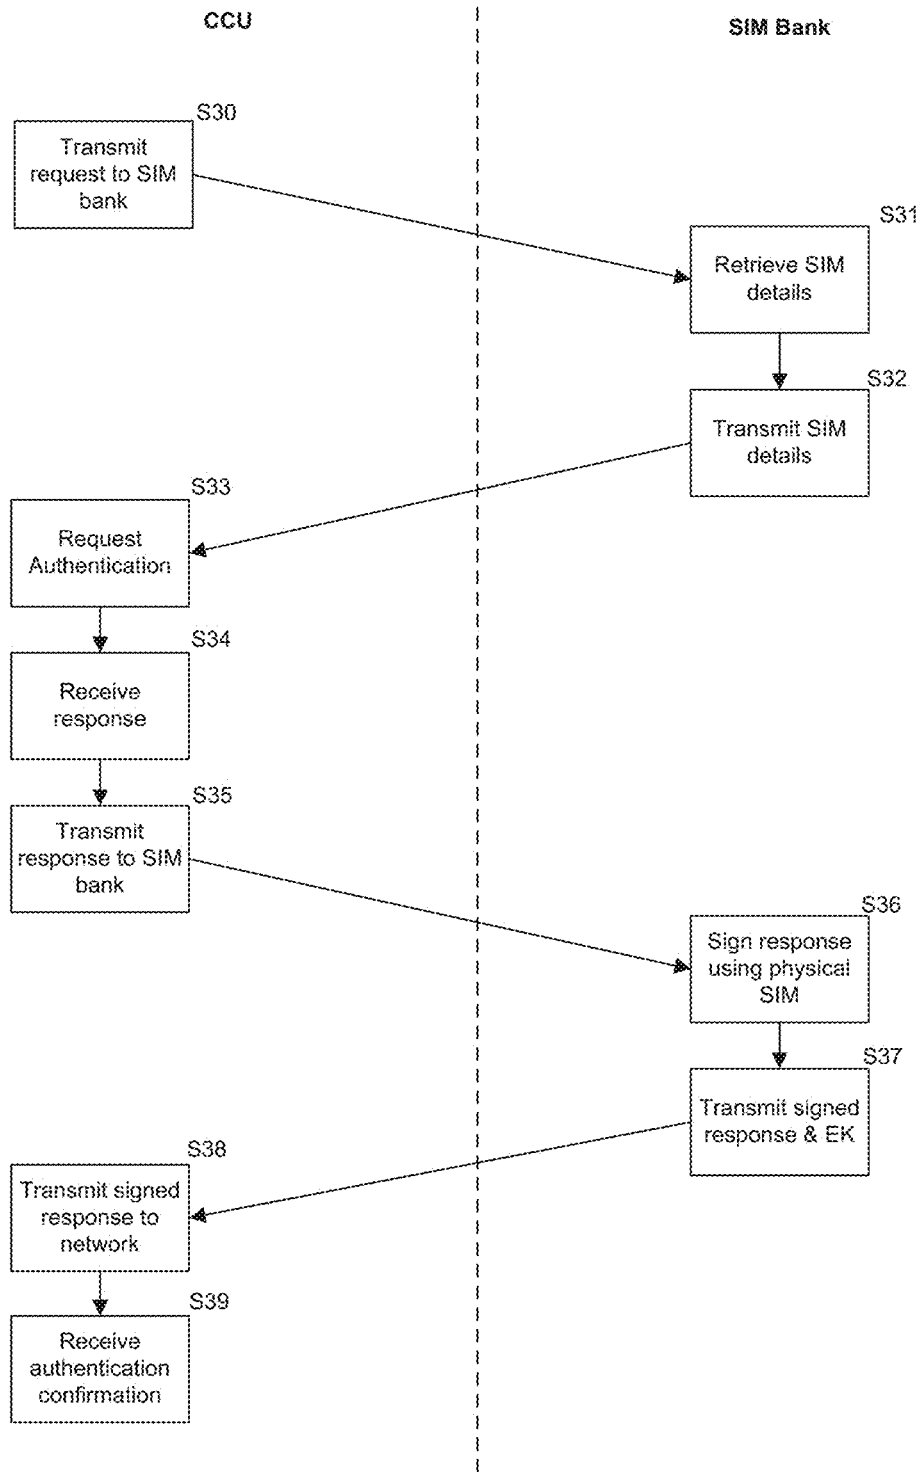 CCU
SIM Bank
S30
Transmit
request to SIM
bank
S31
Retrieve SIM
details
S32
Transmit SIM
details
S33
Request
Authentication
S34
Receive
response
S35
Transmit
response to SIM
bank
S36
Sign response
using physical
SIM
S37
Transmit signed
response & EK
S38
Transmit signed
response to
network
S39
Receive
authentication
confirmation